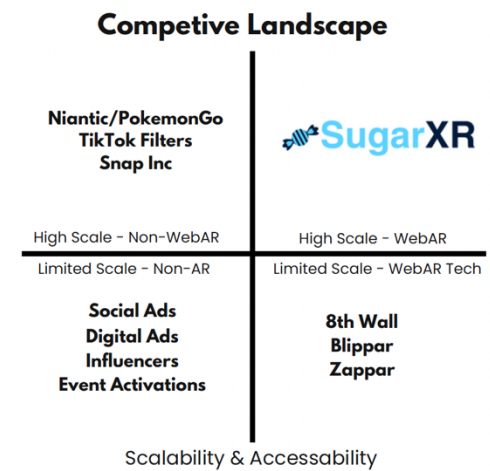 Competive Landscape
Niantic/PokemonGo
TikTok Filters
Snap Inc
SugarXR
High Scale - Non-WebAR
High Scale - WebAR
Limited Scale - Non-AR
Limited Scale - WebAR Tech
Social Ads
Digital Ads
Influencers
Event Activations
8th Wall
Blippar
Zappar
Scalability & Accessability